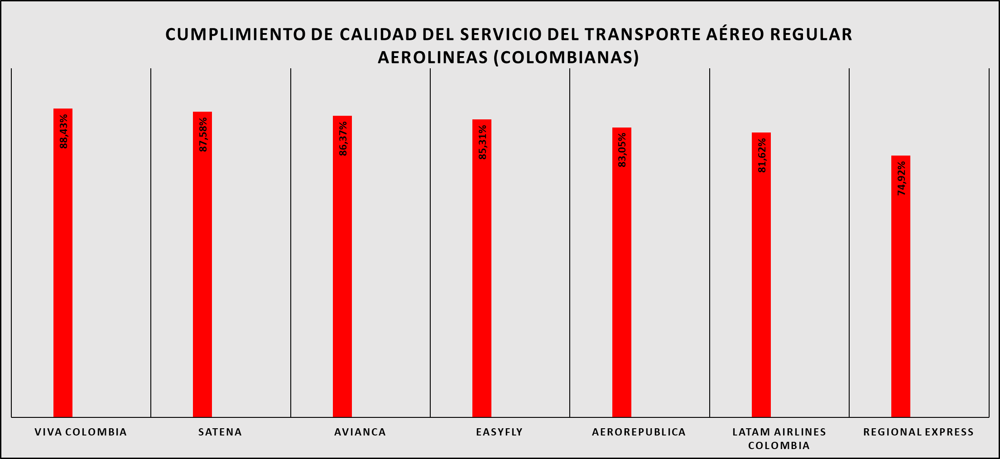 CUMPLIMIENTO DE CALIDAD DEL SERVICIO DEL TRANSPORTE AÉREO REGULAR
AEROLINEAS (COLOMBIANAS)
88,43%
87,58%
86,37%
85,31%
83,05%
81,62%
74,92%
VIVA COLOMBIA
SATENA
AVIANCA
EASYFLY
AEROREPUBLICA
LATAM AIRLINES
COLOMBIA
REGIONAL EXPRESS